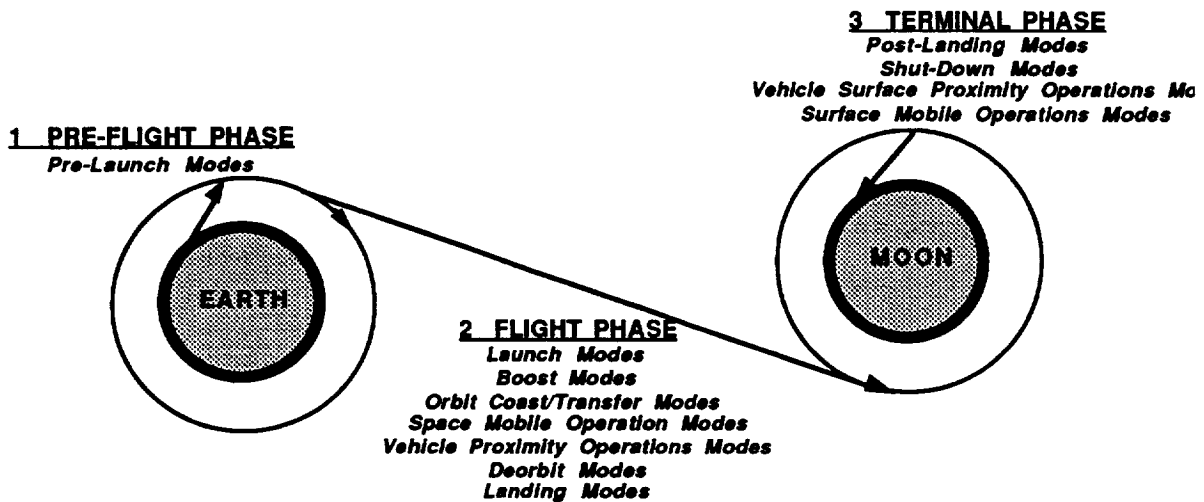 1 PRE-FLIGHT PHASE
Pre-Launch Modes
EARTH
2 FLIGHT PHASE
Launch Modes
Boost Modes
Orbit Coast/Transfer Modes
Space Mobile Operation Modes
Vehicle Proximity Operations Modes
Deorbit Modes
Landing Modes
3 TERMINAL PHASE
Post-Landing Modes
Shut-Down Modes
Vehicle Surface Proximity Operations Mo
Surface Mobile Operations Modes
MOON